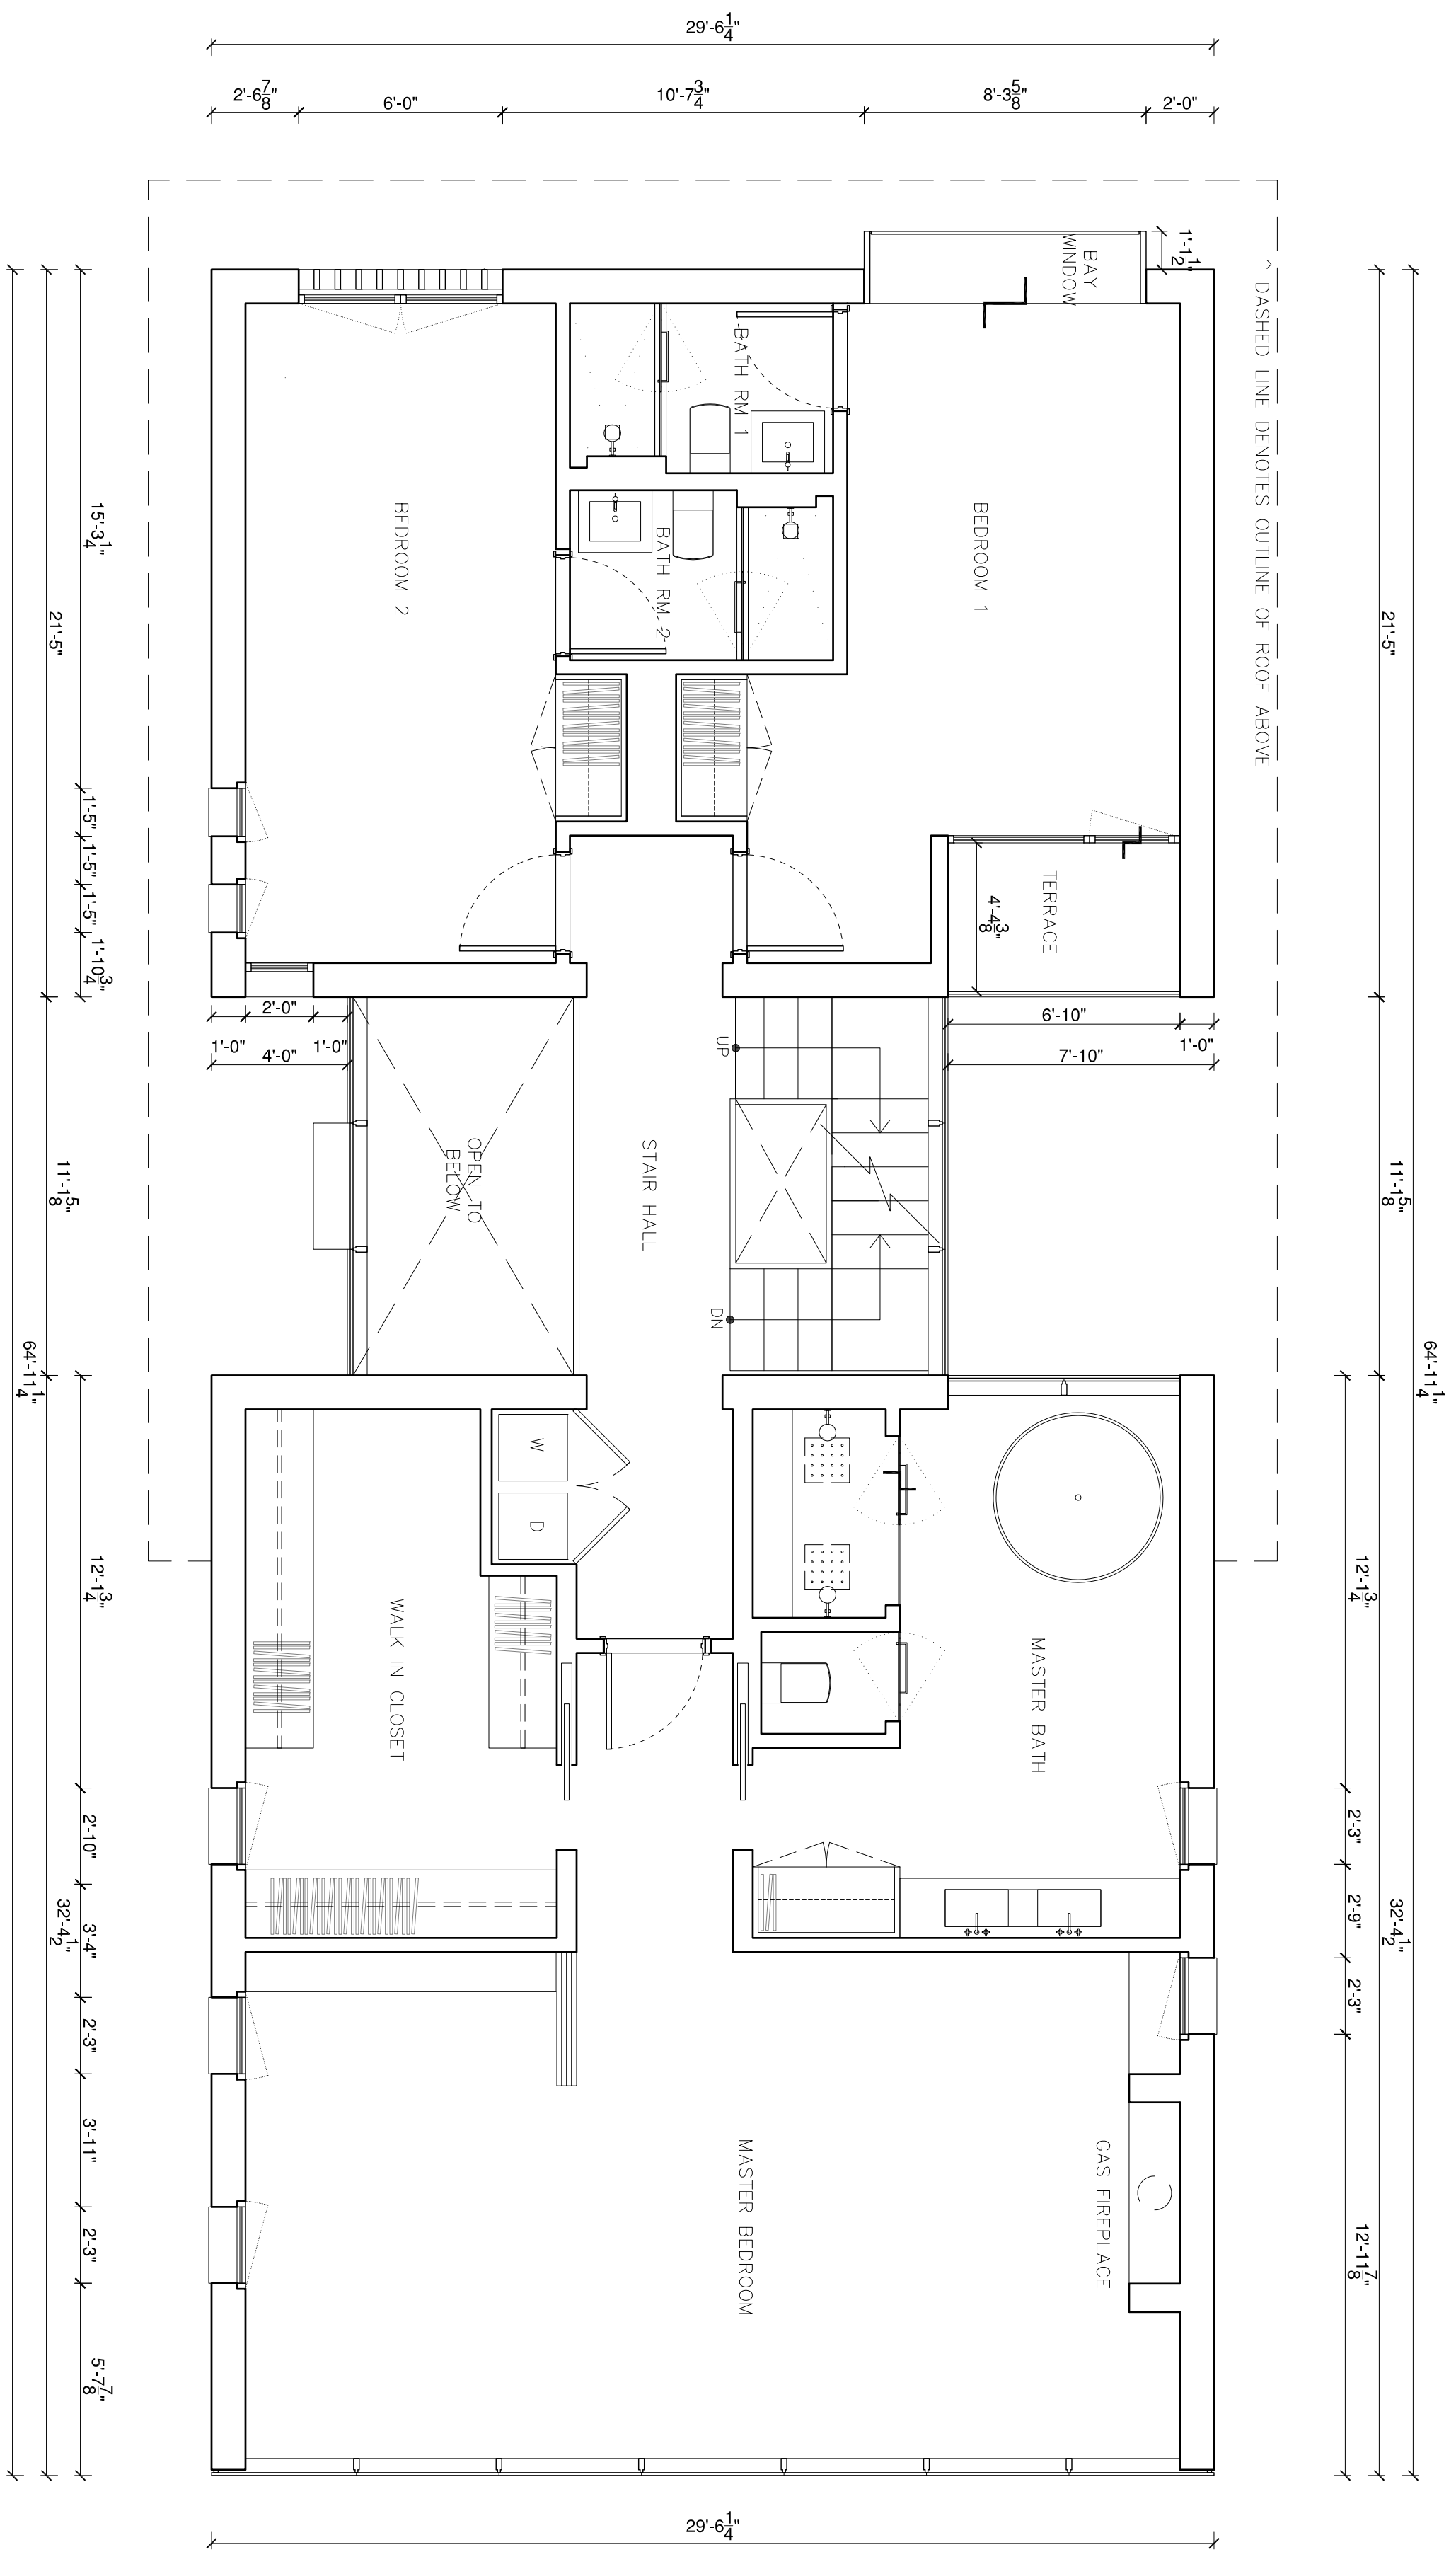 29'-6 1/4"
2'-6 7/8"
6'-0"
10'-7 3/4"
8'-3 5/8"
2'-0"
1'-1 1/2"
BAY
WINDOW
^ DASHED LINE DENOTES OUTLINE OF ROOF ABOVE
BATH RM 1
BATH RM 2
BEDROOM 2
BEDROOM 1
15'-3 1/4"
21'-5"
21'-5"
1'-5"
1'-5"
1'-5"
1'-10 3/4"
TERRACE
4'-4 3/8"
2'-0"
1'-0"
1'-0"
4'-0"
6'-10"
1'-0"
7'-10"
UP
OPEN TO
BELOW
STAIR HALL
DN
11'-1 5/8"
11'-1 5/8"
64'-11 1/4"
64'-11 1/4"
W
D
12'-1 3/4"
12'-1 3/4"
WALK IN CLOSET
MASTER BATH
2'-10"
3'-4"
2'-3"
3'-11"
2'-3"
5'-7 7/8"
32'-4 1/2"
2'-3"
2'-9"
2'-3"
12'-11 7/8"
32'-4 1/2"
MASTER BEDROOM
GAS FIREPLACE
29'-6 1/4"